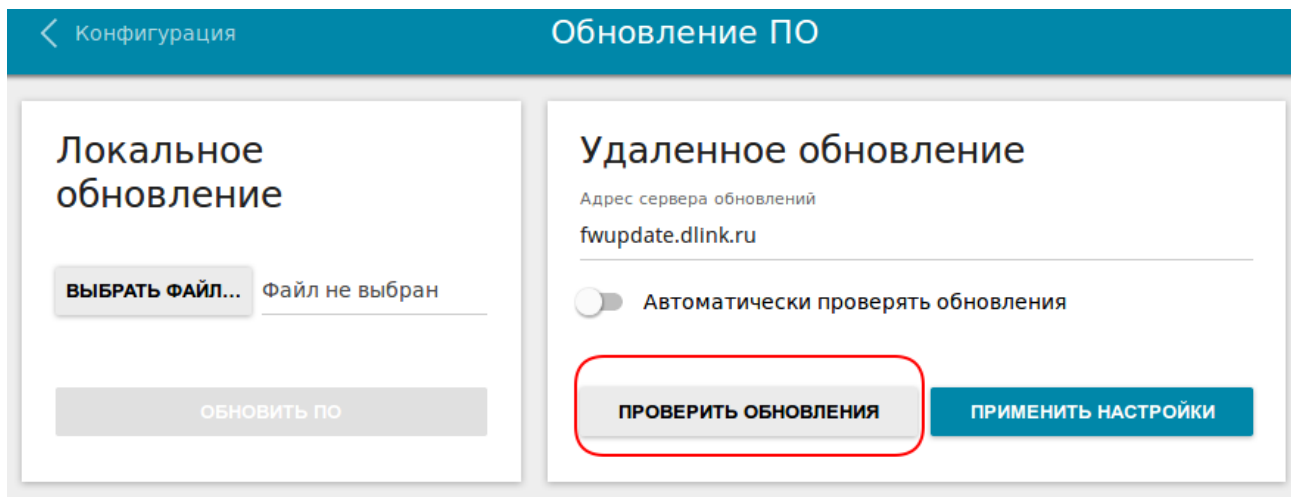 Конфигурация
Обновление ПО
Локальное
обновление
ВЫБРАТЬ ФАЙЛ... Файл не выбран
ОБНОВИТЬ ПО
Удаленное обновление
Адрес сервера обновлений
fwupdate.dlink.ru
Автоматически проверять обновления
ПРОВЕРИТЬ ОБНОВЛЕНИЯ
ПРИМЕНИТЬ НАСТРОЙКИ